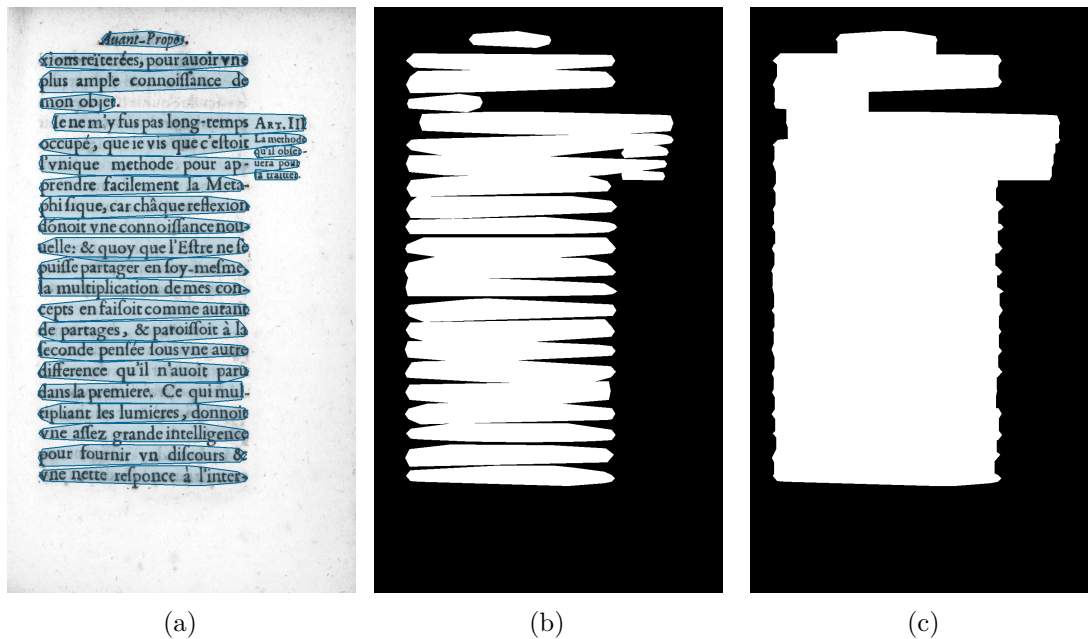 Auant-Propos.
xions reïterées, pour auoir vne
plus ample connoiſſance de
mon objet.
Ie ne m'y fus pas long-temps
occupé, que ie vis que c'eſtoit
l'vnique methode pour ap-
prendre facilement la Meta-
phiſique, car châque reflexion
donoit vne connoiſſance nou-
uelle: & quoy que l'Eſtre ne ſe
puiſſe partager en ſoy-meſme,
la multiplication de mes con-
cepts en faiſoit comme autant
de partages, & paroiſſoit à la
ſeconde penſée ſous vne autre
difference qu'il n'auoit paru
dans la premiere. Ce qui mul-
tipliant les lumieres, donnoit
vne aſſez grande intelligence
pour fournir vn diſcours &
vne nette reſponce à l'inter-
ART. III
La methode
qu'il obſer-
uera pour
la traiter.
(a)
(b)
(c)